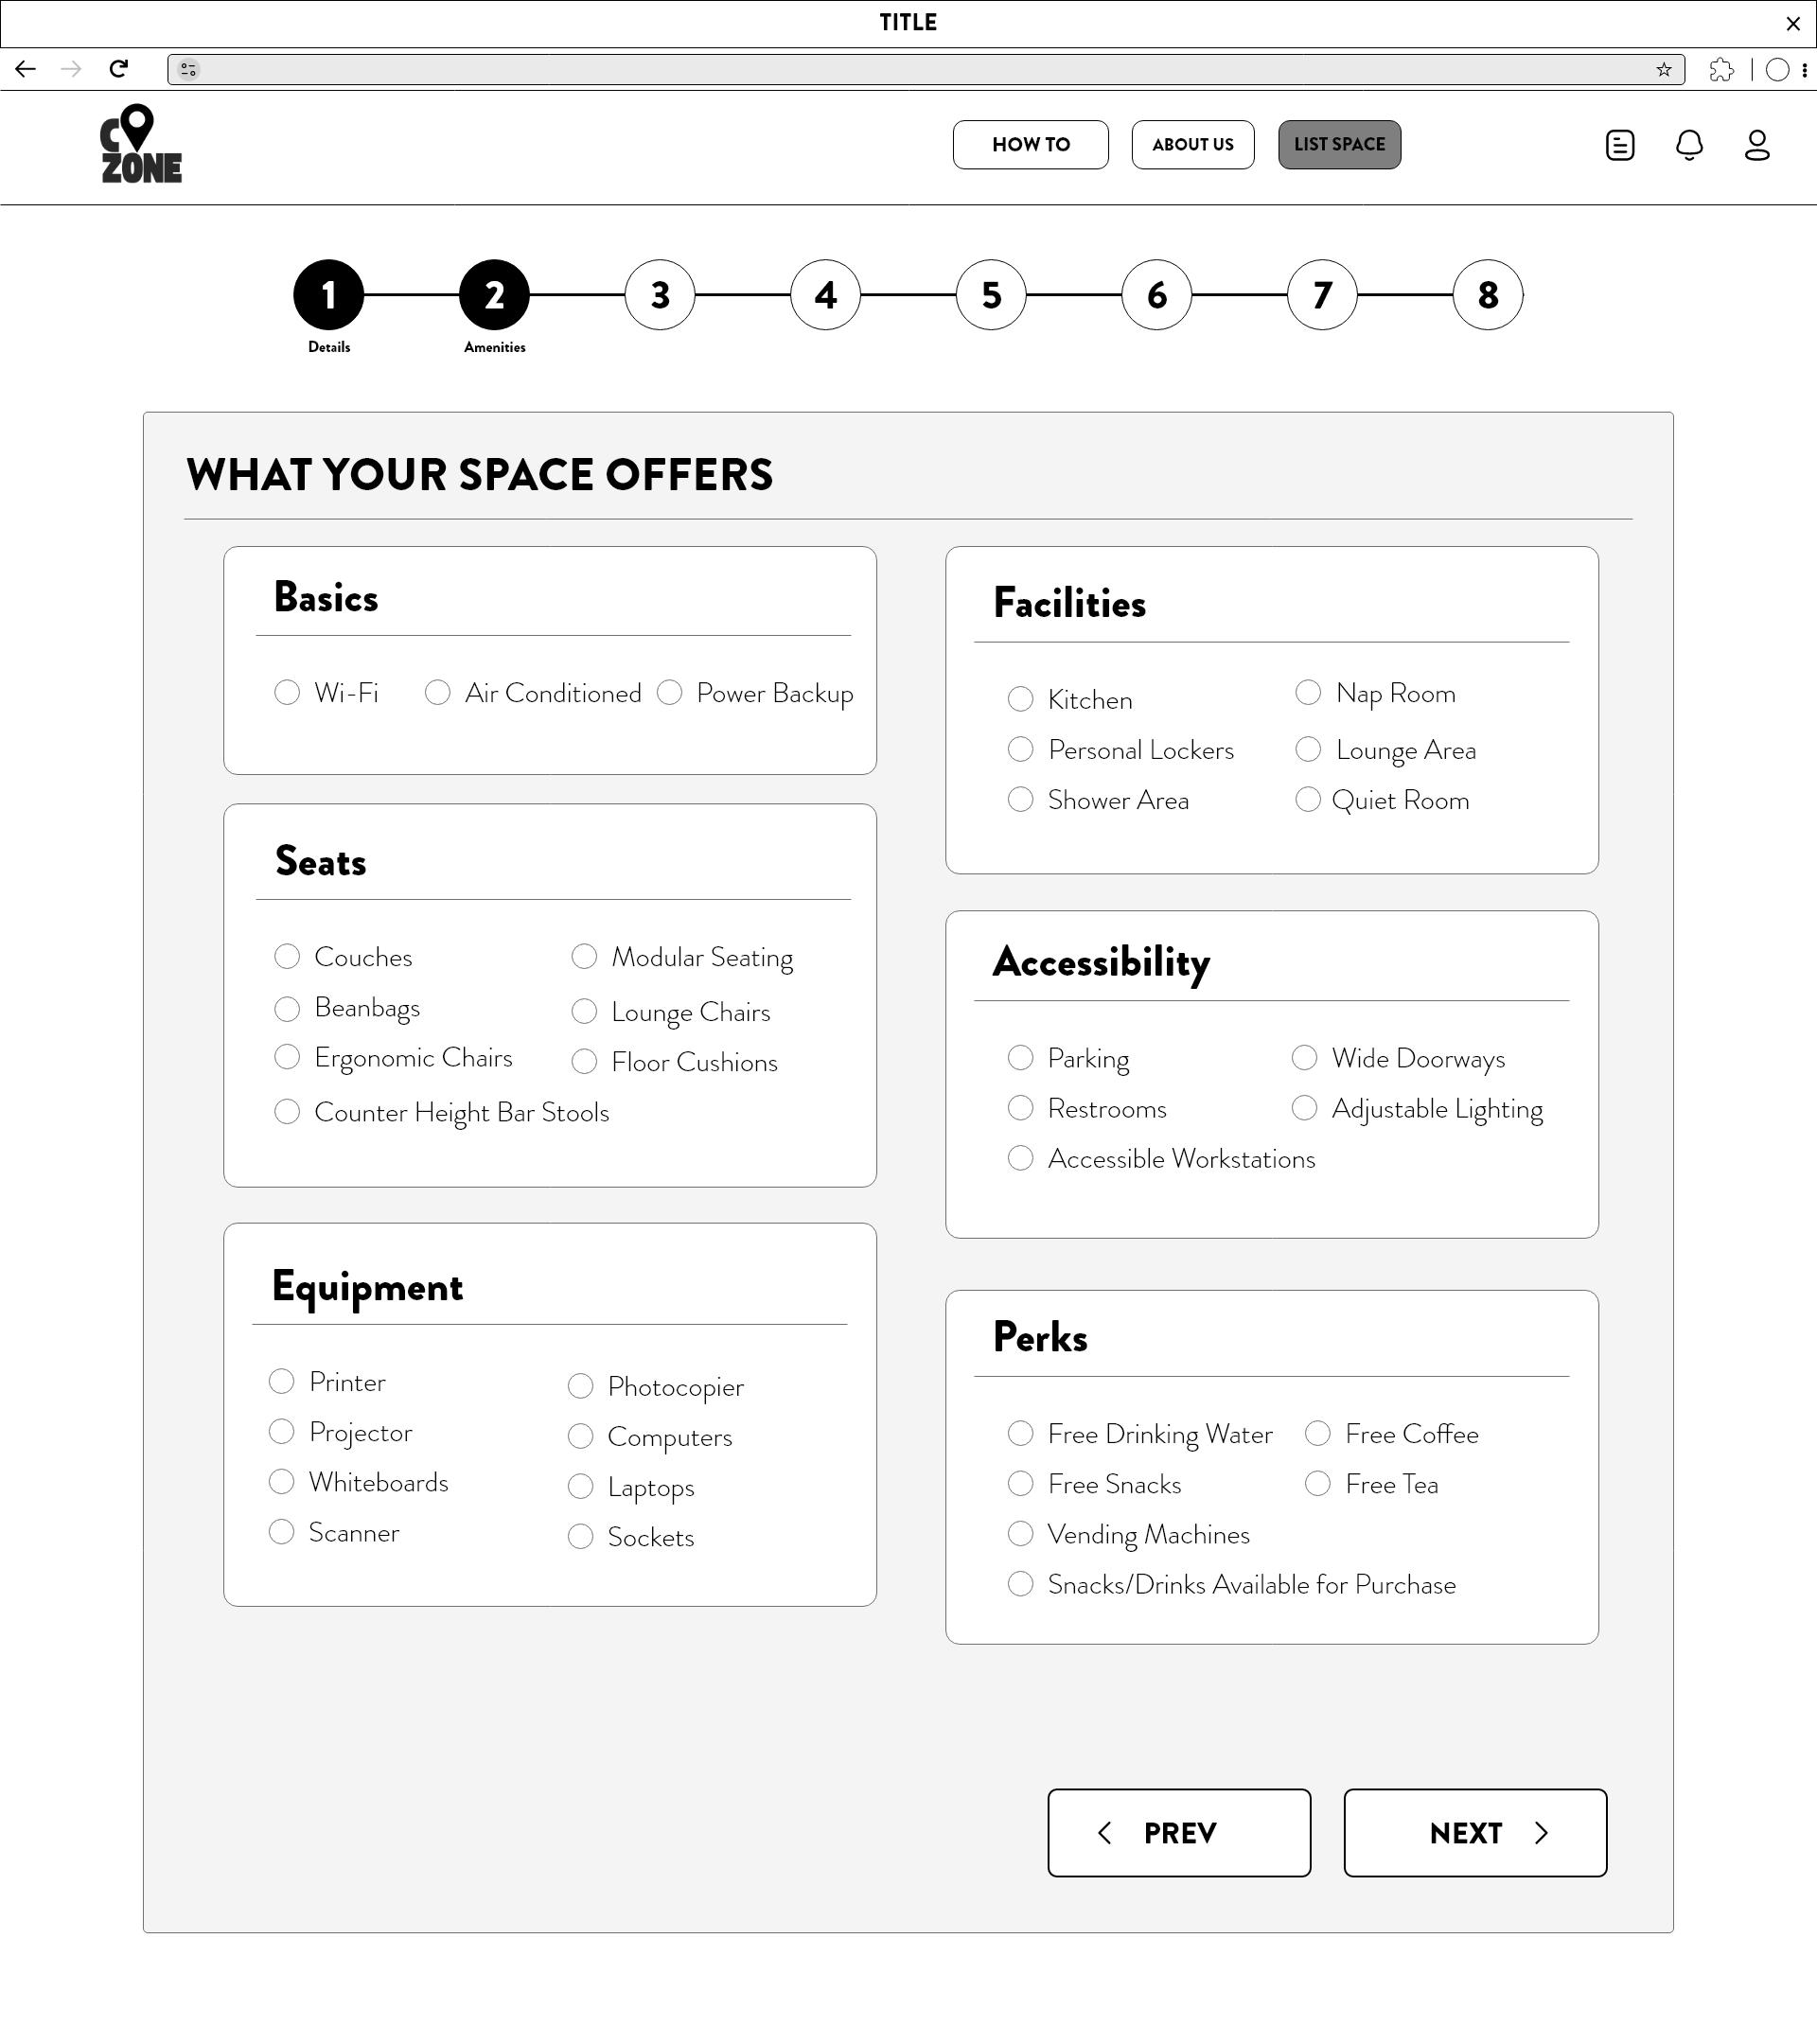 TITLE
C ZONE
HOW TO
ABOUT US
LIST SPACE
1 2 3 4 5 6 7 8
Details
Amenities
WHAT YOUR SPACE OFFERS
Basics
Wi-Fi
Air Conditioned
Power Backup
Seats
Couches
Modular Seating
Beanbags
Lounge Chairs
Ergonomic Chairs
Floor Cushions
Counter Height Bar Stools
Equipment
Printer
Photocopier
Projector
Computers
Whiteboards
Laptops
Scanner
Sockets
Facilities
Kitchen
Nap Room
Personal Lockers
Lounge Area
Shower Area
Quiet Room
Accessibility
Parking
Wide Doorways
Restrooms
Adjustable Lighting
Accessible Workstations
Perks
Free Drinking Water
Free Coffee
Free Snacks
Free Tea
Vending Machines
Snacks/Drinks Available for Purchase
PREV
NEXT